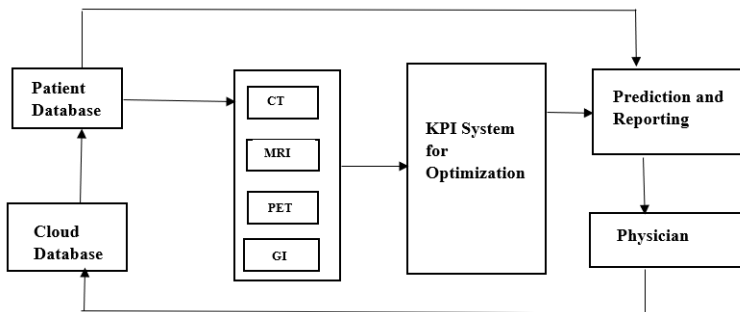 Patient
Database
Cloud
Database
CT
MRI
PET
GI
KPI System
for
Optimization
Prediction and
Reporting
Physician